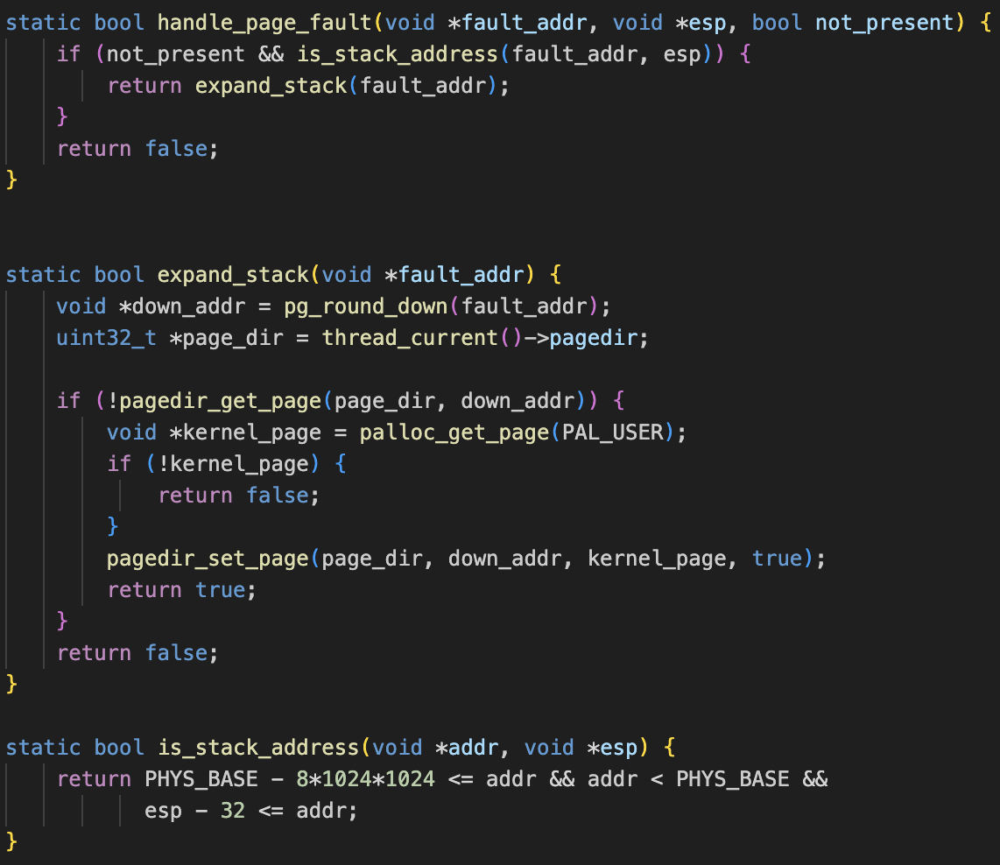 static bool handle_page_fault(void *fault_addr, void *esp, bool not_present) {
    if (not_present && is_stack_address(fault_addr, esp)) {
        return expand_stack(fault_addr);
    }
    return false;
}


static bool expand_stack(void *fault_addr) {
    void *down_addr = pg_round_down(fault_addr);
    uint32_t *page_dir = thread_current()->pagedir;

    if (!pagedir_get_page(page_dir, down_addr)) {
        void *kernel_page = palloc_get_page(PAL_USER);
        if (!kernel_page) {
            return false;
        }
        pagedir_set_page(page_dir, down_addr, kernel_page, true);
        return true;
    }
    return false;
}

static bool is_stack_address(void *addr, void *esp) {
    return PHYS_BASE - 8*1024*1024 <= addr && addr < PHYS_BASE &&
           esp - 32 <= addr;
}